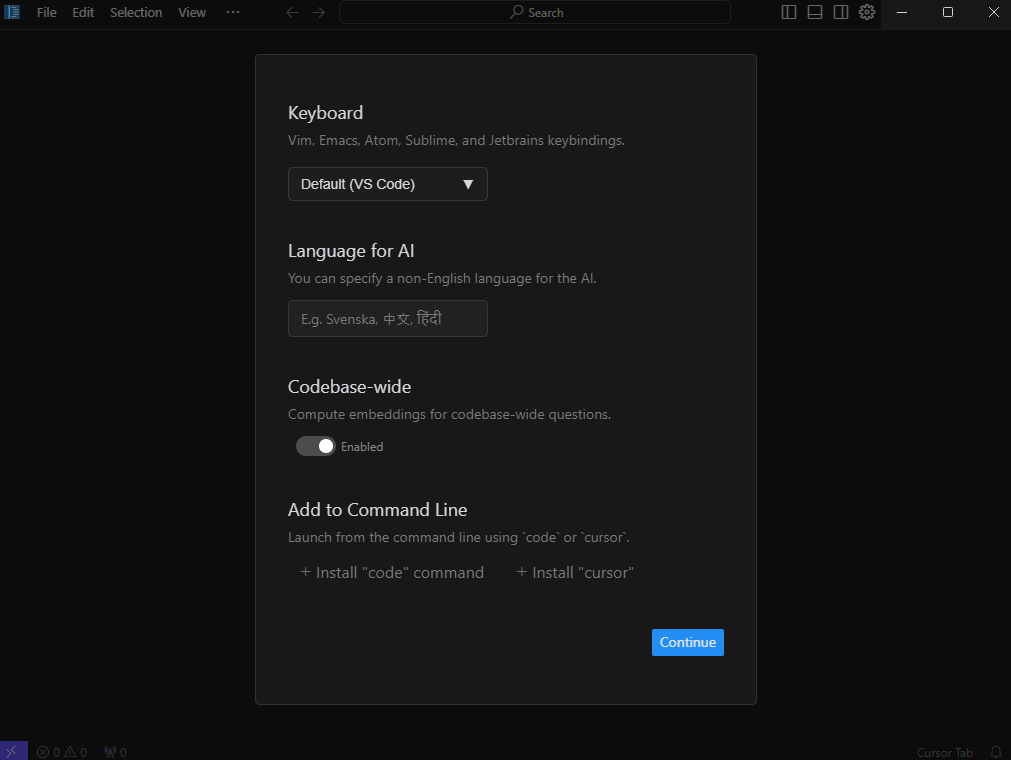 File Edit Selection View ··· Search
Keyboard
Vim, Emacs, Atom, Sublime, and Jetbrains keybindings.
Default (VS Code)
Language for AI
You can specify a non-English language for the AI.
E.g. Svenska, 中文, हिंदी
Codebase-wide
Compute embeddings for codebase-wide questions.
Enabled
Add to Command Line
Launch from the command line using `code` or `cursor`.
+ Install "code" command + Install "cursor"
Continue
0 0 0 Cursor Tab